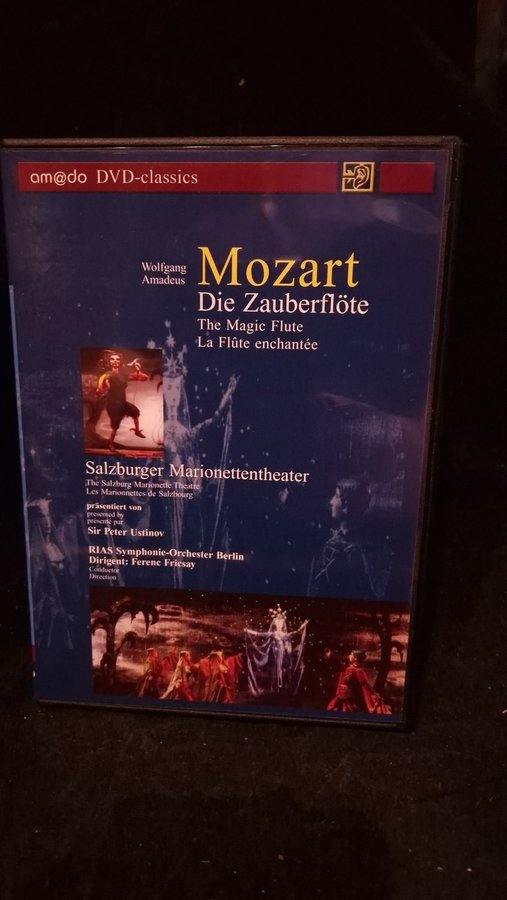 am@do DVD-classics
Wolfgang
Amadeus
Mozart
Die Zauberflöte
The Magic Flute
La Flûte enchantée
Salzburger Marionettentheater
The Salzburg Marionette Theatre
Les Marionnettes de Salzbourg
präsentiert von
presented by
présenté par
Sir Peter Ustinov
RIAS Symphonie-Orchester Berlin
Dirigent: Ferenc Fricsay
Conductor
Direction